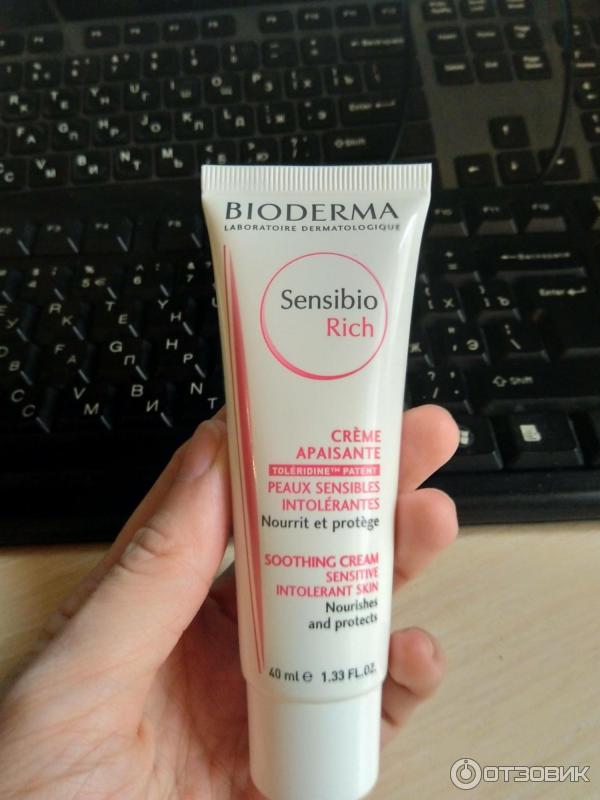 BIODERMA
LABORATOIRE DERMATOLOGIQUE
Sensibio
Rich
CRÈME
APAISANTE
TOLÉRIDINE™ PATENT
PEAUX SENSIBLES
INTOLÉRANTES
Nourrit et protège
SOOTHING CREAM
SENSITIVE
INTOLERANT SKIN
Nourishes
and protects
40 ml e 1.33 FL.OZ.
ОТЗОВИК